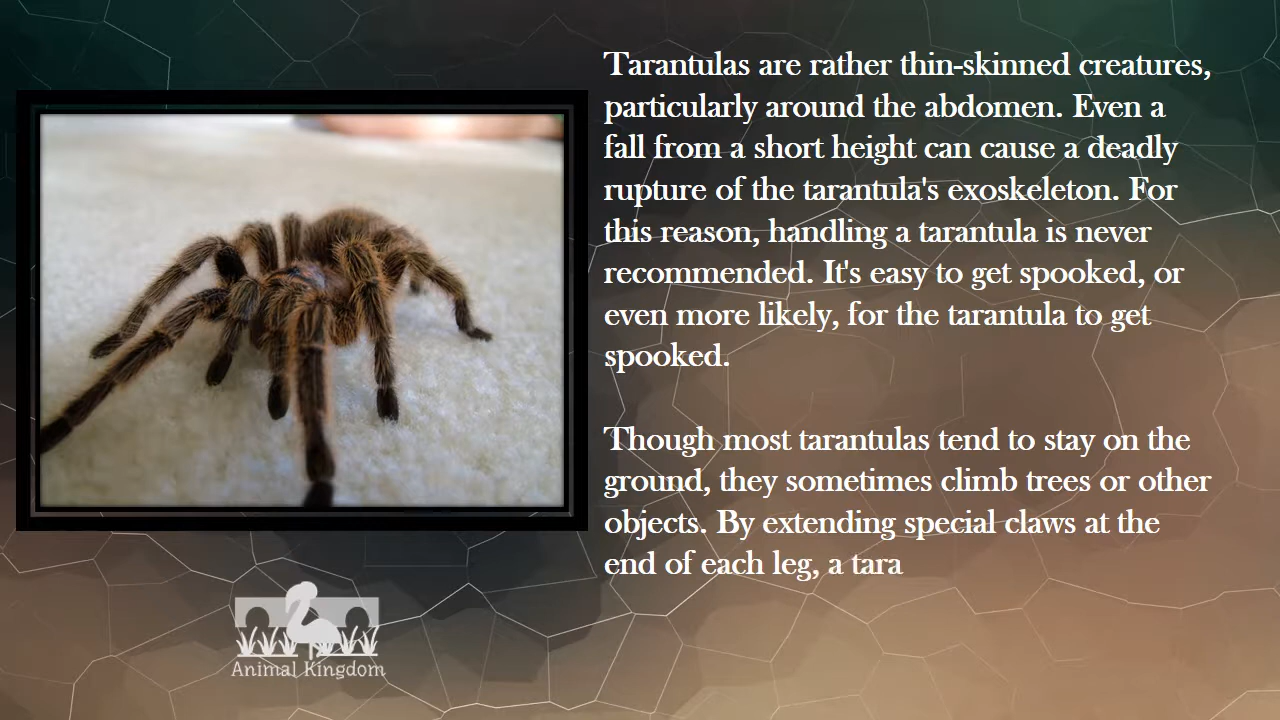 Tarantulas are rather thin-skinned creatures,
particularly around the abdomen. Even a
fall from a short height can cause a deadly
rupture of the tarantula's exoskeleton. For
this reason, handling a tarantula is never
recommended. It's easy to get spooked, or
even more likely, for the tarantula to get
spooked.
Though most tarantulas tend to stay on the
ground, they sometimes climb trees or other
objects. By extending special claws at the
end of each leg, a tara
Animal Kingdom